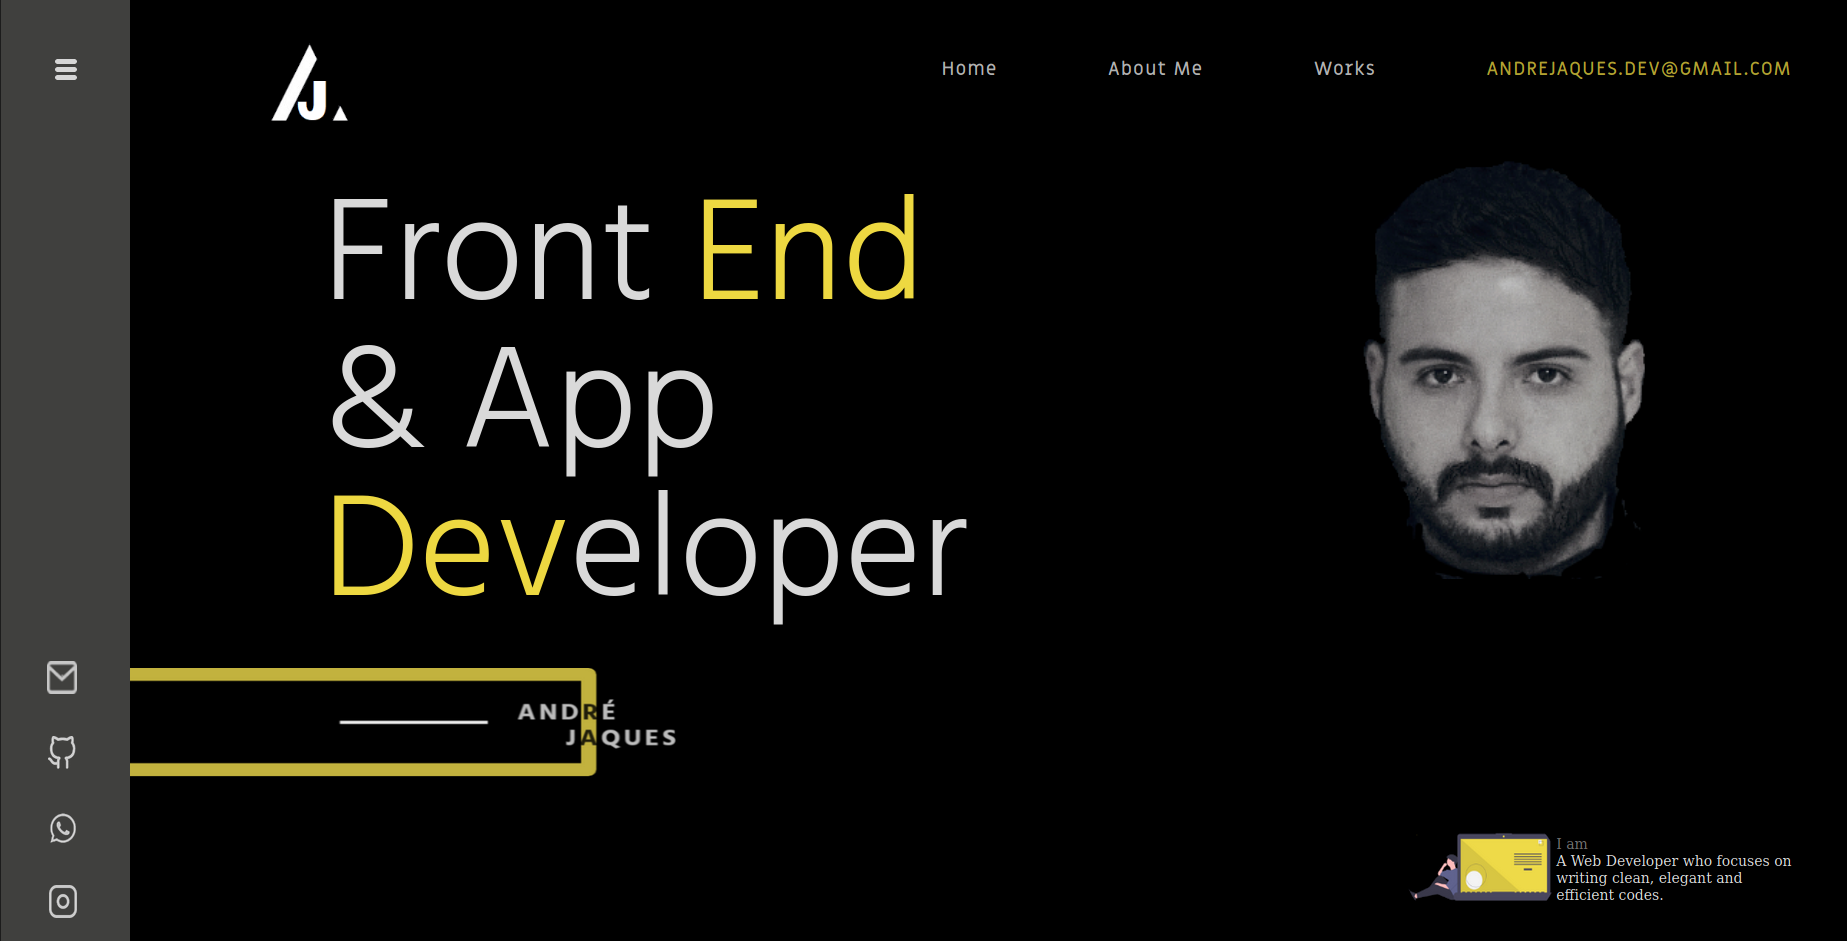 J.
Home About Me Works ANDREJAQUES.DEV@GMAIL.COM
Front End
& App
Developer
ANDRÉ
JAQUES
I am
A Web Developer who focuses on
writing clean, elegant and
efficient codes.